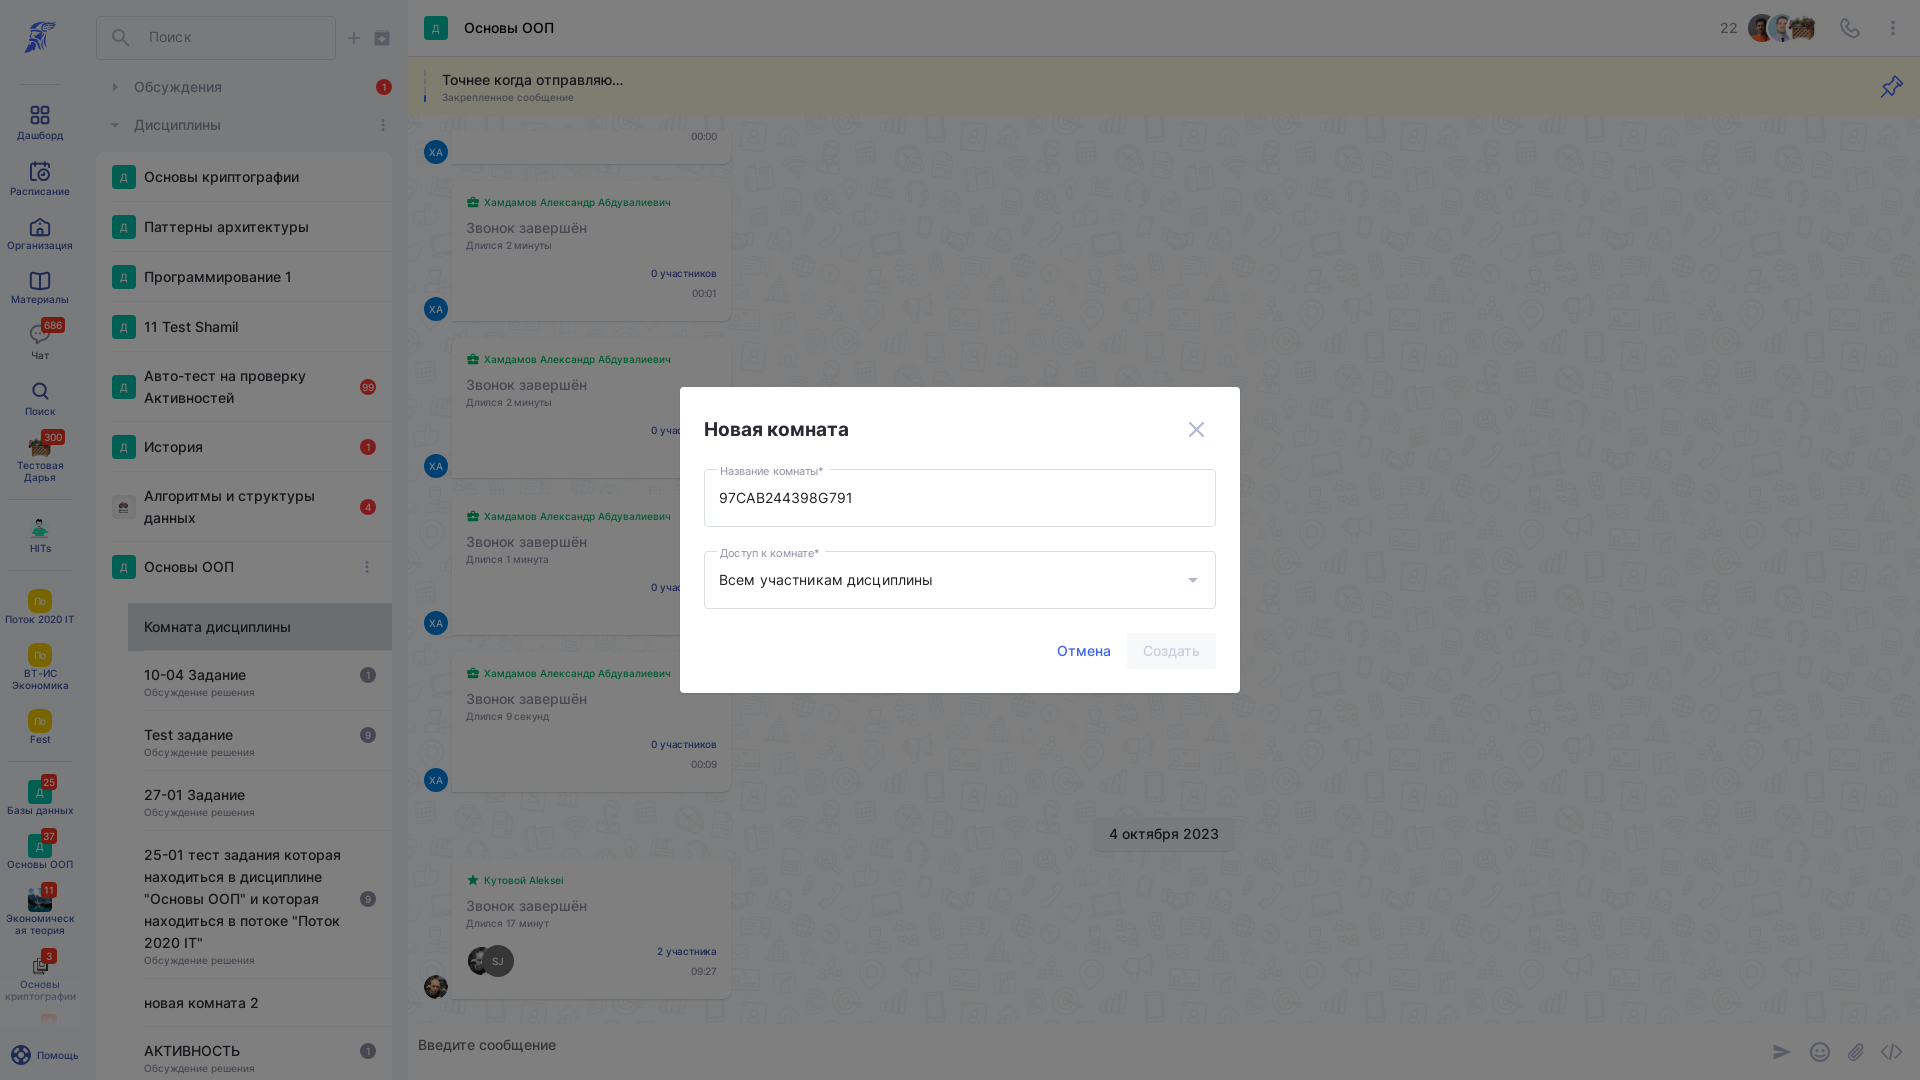 Поиск
Обсуждения
1
Дисциплины
Дашборд
Расписание
Организация
Материалы
686
Чат
Поиск
300
Тестовая
Дарья
HITs
По
Поток 2020 IT
По
ВТ-ИС
Экономика
По
Fest
25
Д
Базы данных
37
Д
Основы ООП
11
Экономическ
ая теория
3
Основы
криптографии
Помощь
Д
Основы криптографии
Д
Паттерны архитектуры
Д
Программирование 1
Д
11 Test Shamil
Д
Авто-тест на проверку
Активностей
99
Д
История
1
Алгоритмы и структуры
данных
4
Д
Основы ООП
Комната дисциплины
10-04 Задание
Обсуждение решения
1
Test задание
Обсуждение решения
9
27-01 Задание
Обсуждение решения
25-01 тест задания которая
находиться в дисциплине
"Основы ООП" и которая
находиться в потоке "Поток
2020 IT"
Обсуждение решения
9
новая комната 2
АКТИВНОСТЬ
Обсуждение решения
1
Д
Основы ООП
22
Точнее когда отправляю...
Закрепленное сообщение
00:00
ХА
Хамдамов Александр Абдувалиевич
Звонок завершён
Длился 2 минуты
0 участников
00:01
ХА
Хамдамов Александр Абдувалиевич
Звонок завершён
Длился 2 минуты
0 учас
ХА
Хамдамов Александр Абдувалиевич
Звонок завершён
Длился 1 минута
0 учас
ХА
Хамдамов Александр Абдувалиевич
Звонок завершён
Длился 9 секунд
0 участников
00:09
ХА
4 октября 2023
Кутовой Aleksei
Звонок завершён
Длился 17 минут
SJ
2 участника
09:27
Введите сообщение
Новая комната
Название комнаты*
97CAB244398G791
Доступ к комнате*
Всем участникам дисциплины
Отмена
Создать